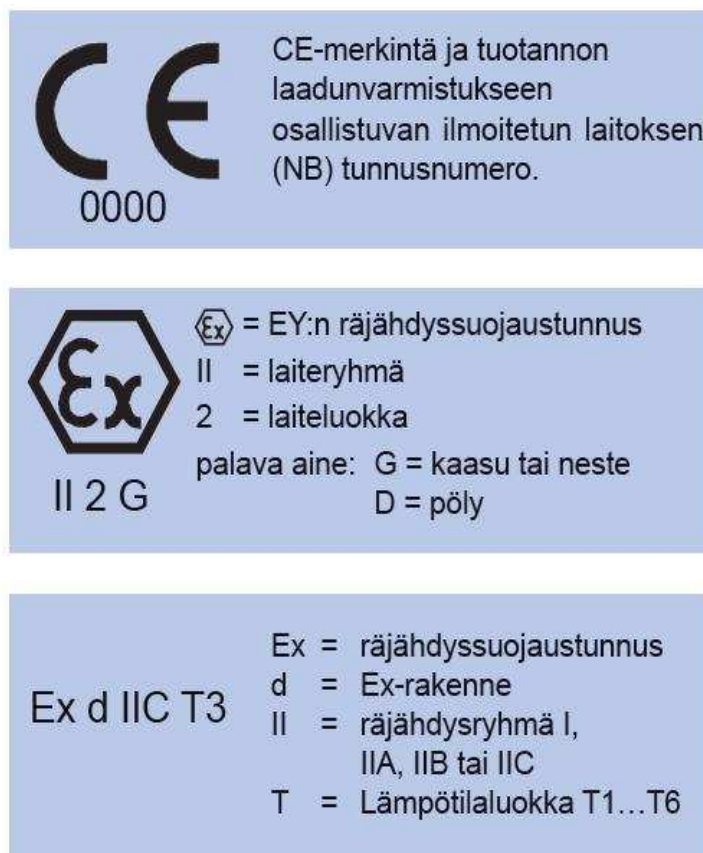 CE
0000
CE-merkintä ja tuotannon
laadunvarmistukseen
osallistuvan ilmoitetun laitoksen
(NB) tunnusnumero.
Ex
II 2 G
Ex = EY:n räjähdyssuojaustunnus
II = laiteryhmä
2 = laiteluokka
palava aine: G = kaasu tai neste
D = pöly
Ex d IIC T3
Ex = räjähdyssuojaustunnus
d = Ex-rakenne
II = räjähdysryhmä I,
IIA, IIB tai IIC
T = Lämpötilaluokka T1…T6